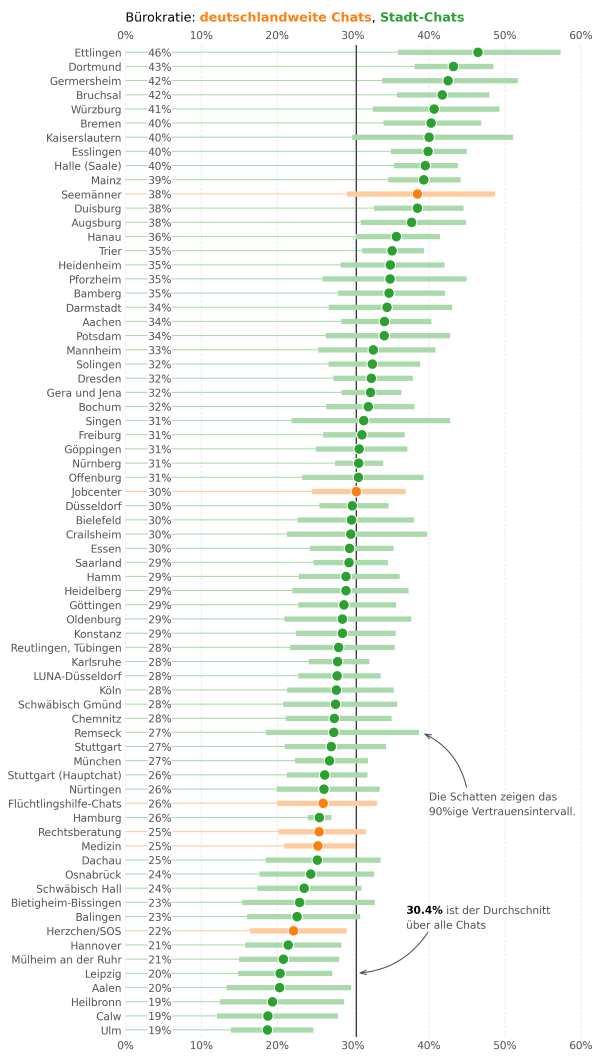 Bürokratie: deutschlandweite Chats, Stadt-Chats
0% 10% 20% 30% 40% 50% 60%
Ettlingen 46%
Dortmund 43%
Germersheim 42%
Bruchsal 42%
Würzburg 41%
Bremen 40%
Kaiserslautern 40%
Esslingen 40%
Halle (Saale) 40%
Mainz 39%
Seemänner 38%
Duisburg 38%
Augsburg 38%
Hanau 36%
Trier 35%
Heidenheim 35%
Pforzheim 35%
Bamberg 35%
Darmstadt 34%
Aachen 34%
Potsdam 34%
Mannheim 33%
Solingen 32%
Dresden 32%
Gera und Jena 32%
Bochum 32%
Singen 31%
Freiburg 31%
Göppingen 31%
Nürnberg 31%
Offenburg 31%
Jobcenter 30%
Düsseldorf 30%
Bielefeld 30%
Crailsheim 30%
Essen 30%
Saarland 29%
Hamm 29%
Heidelberg 29%
Göttingen 29%
Oldenburg 29%
Konstanz 29%
Reutlingen, Tübingen 28%
Karlsruhe 28%
LUNA-Düsseldorf 28%
Köln 28%
Schwäbisch Gmünd 28%
Chemnitz 28%
Remseck 27%
Stuttgart 27%
München 27%
Stuttgart (Hauptchat) 26%
Nürtingen 26%
Flüchtlingshilfe-Chats 26%
Hamburg 26%
Rechtsberatung 25%
Medizin 25%
Dachau 25%
Osnabrück 24%
Schwäbisch Hall 24%
Bietigheim-Bissingen 23%
Balingen 23%
Herzchen/SOS 22%
Hannover 21%
Mülheim an der Ruhr 21%
Leipzig 20%
Aalen 20%
Heilbronn 19%
Calw 19%
Ulm 19%
Die Schatten zeigen das
90%ige Vertrauensintervall.
30.4% ist der Durchschnitt
über alle Chats
0% 10% 20% 30% 40% 50% 60%